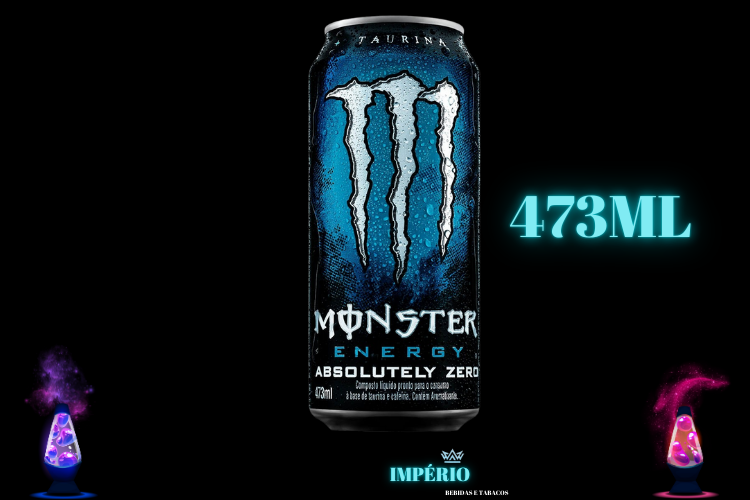 + TAURINA
473ML
MONSTER
ENERGY
ABSOLUTELY ZERO
473ml
Composto líquido pronto para o consumo
à base de taurina e cafeína. Contém Aromatizante.
IMPÉRIO
BEBIDAS E TABACOS